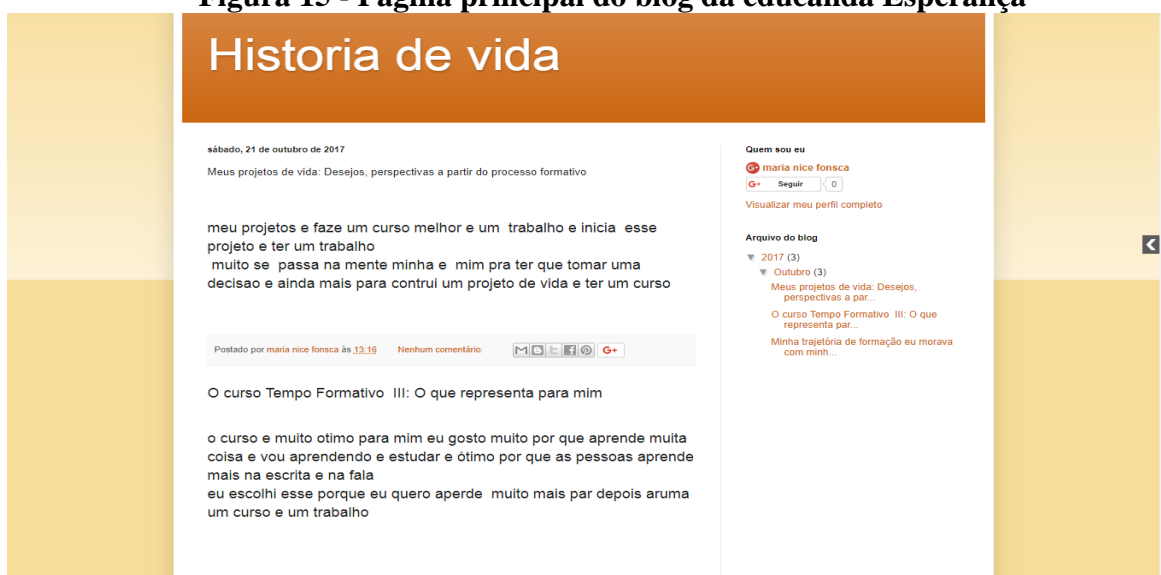 Figura 15 - Página principal do blog da educanda Esperança
Historia de vida
sábado, 21 de outubro de 2017
Meus projetos de vida: Desejos, perspectivas a partir do processo formativo
meu projetos e faze um curso melhor e um trabalho e inicia esse
projeto e ter um trabalho
muito se passa na mente minha e mim pra ter que tomar uma
decisao e ainda mais para contrui um projeto de vida e ter um curso
Postado por maria nice fonsca às 13:16 Nenhum comentário:
G+
O curso Tempo Formativo III: O que representa para mim
o curso e muito otimo para mim eu gosto muito por que aprende muita
coisa e vou aprendendo e estudar e ótimo por que as pessoas aprende
mais na escrita e na fala
eu escolhi esse porque eu quero aperde muito mais par depois aruma
um curso e um trabalho
Quem sou eu
G+ maria nice fonsca
G+ Seguir 0
Visualizar meu perfil completo
Arquivo do blog
▼ 2017 (3)
▼ Outubro (3)
Meus projetos de vida: Desejos,
perspectivas a par...
O curso Tempo Formativo III: O que
representa par...
Minha trajetória de formação eu morava
com minh...